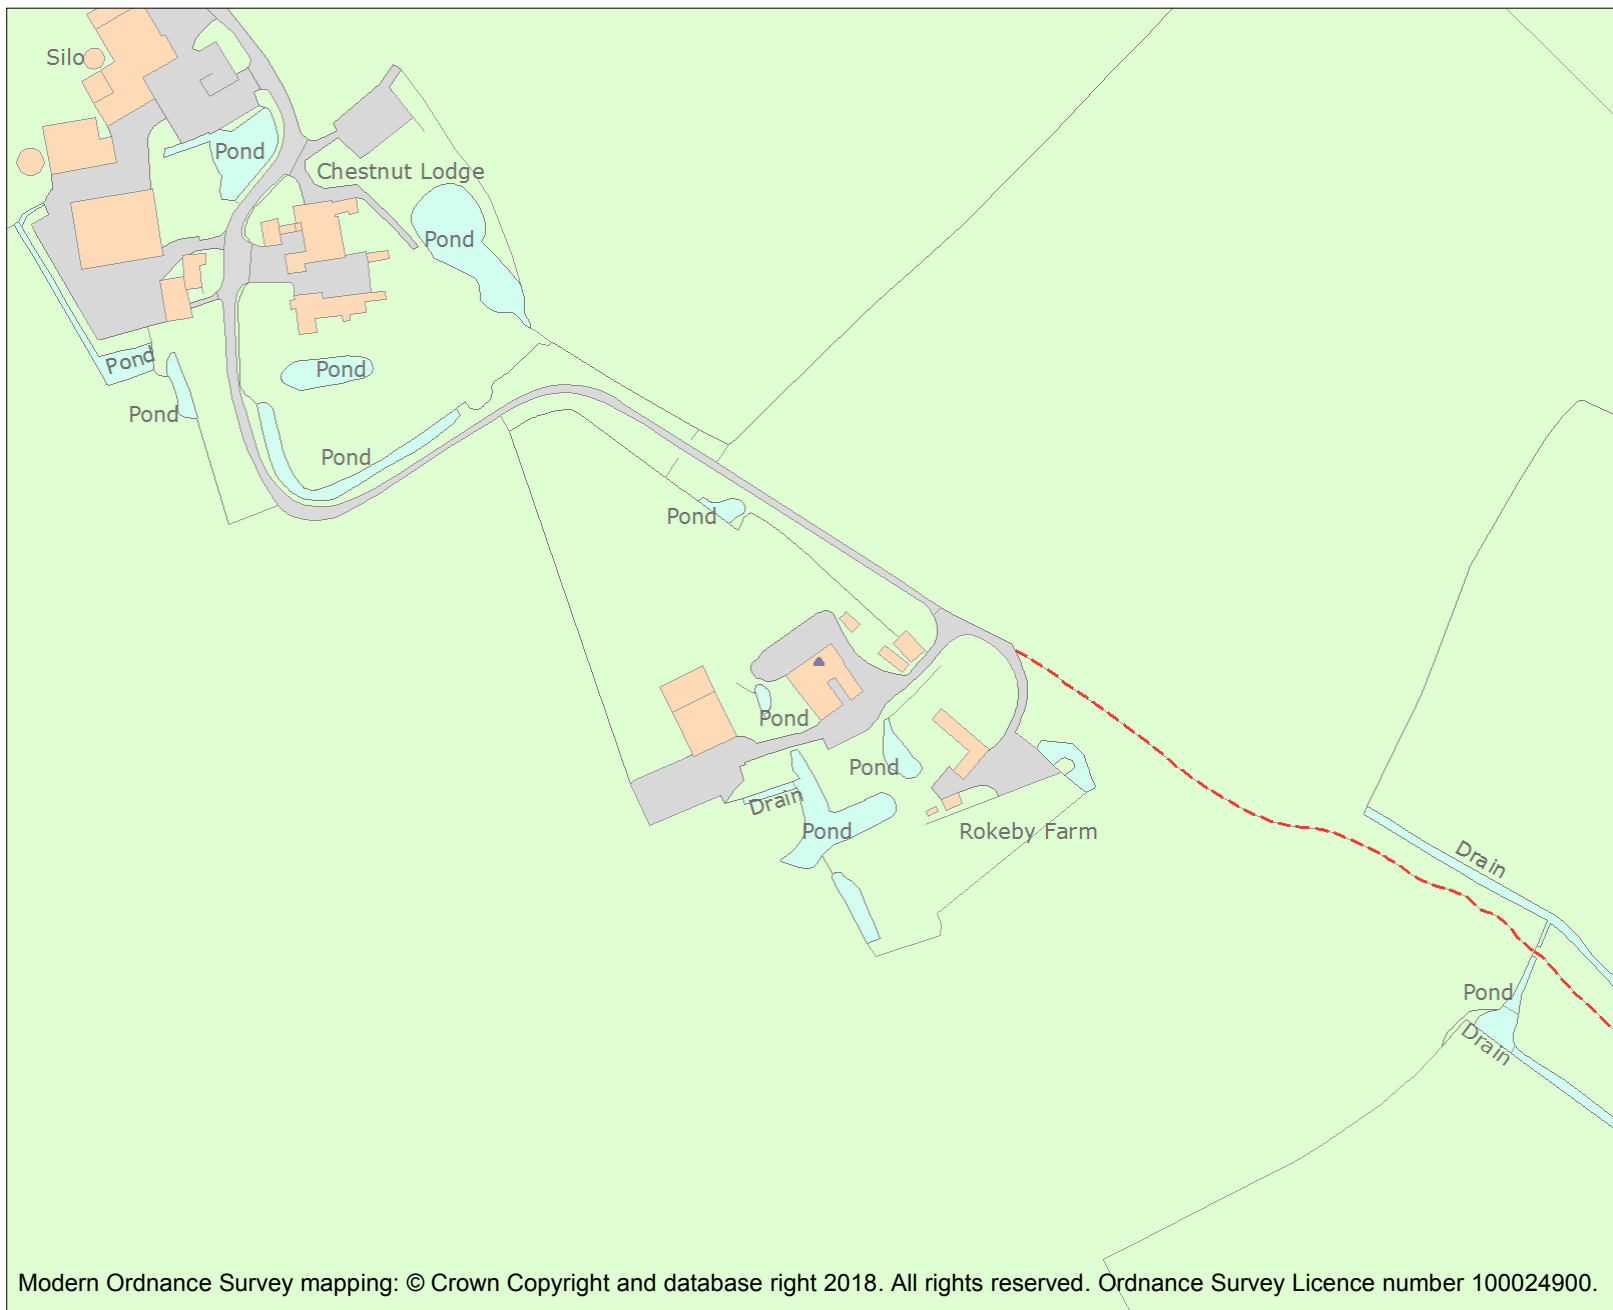 Silo
Pond
Chestnut Lodge
Pond
Pond
Pond
Pond
Pond
Pond
Pond
Pond
Drain
Pond
Rokeby Farm
Drain
Pond
Drain
Modern Ordnance Survey mapping: © Crown Copyright and database right 2018. All rights reserved. Ordnance Survey Licence number 100024900.